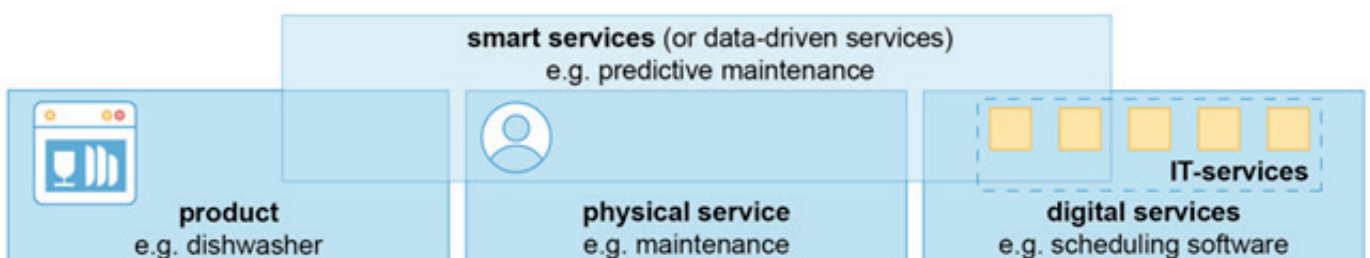 smart services (or data-driven services)
e.g. predictive maintenance
IT-services
product
e.g. dishwasher
physical service
e.g. maintenance
digital services
e.g. scheduling software